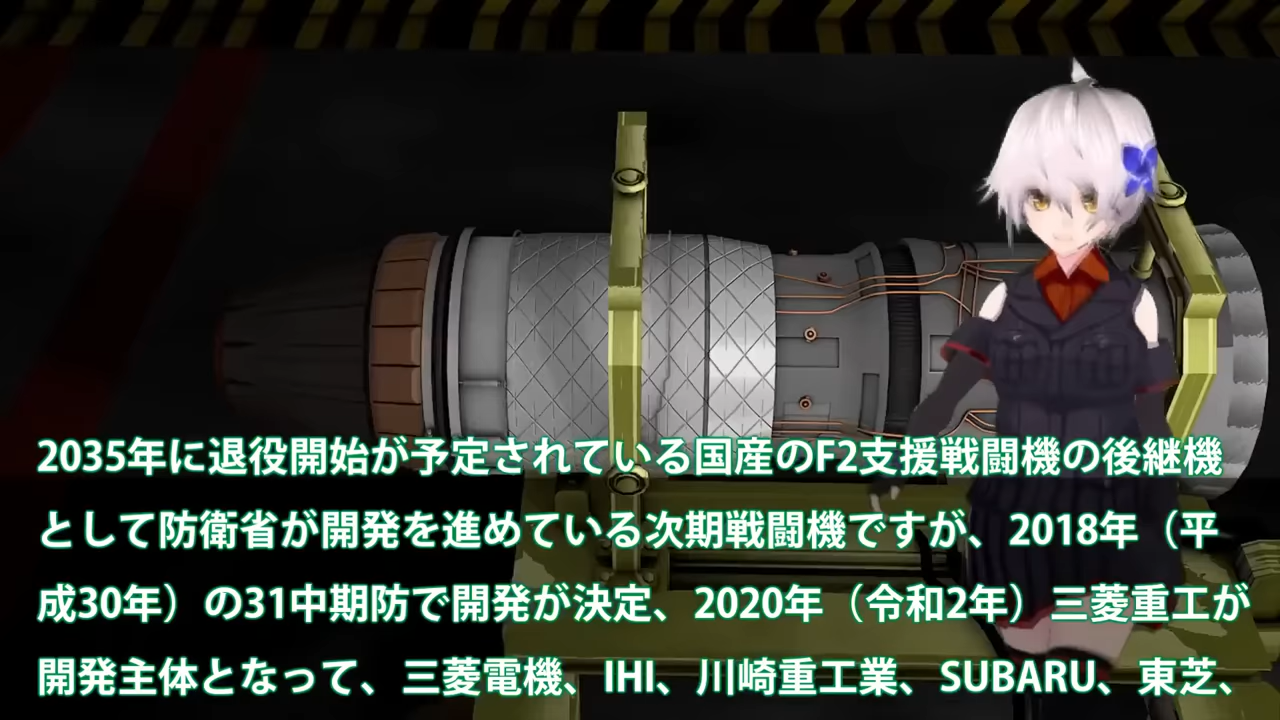 2035年に退役開始が予定されている国産のF2支援戦闘機の後継機
として防衛省が開発を進めている次期戦闘機ですが、2018年（平
成30年）の31中期防で開発が決定、2020年（令和2年）三菱重工が
開発主体となって、三菱電機、IHI、川崎重工業、SUBARU、東芝、